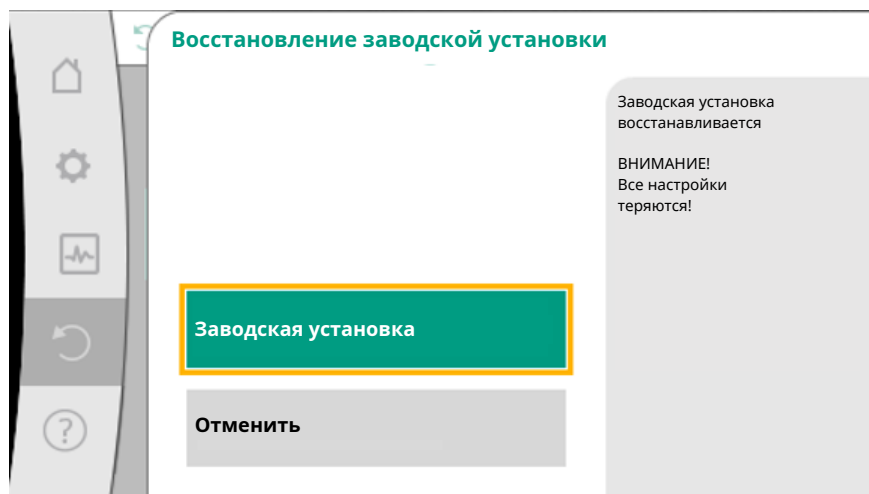 Восстановление заводской установки
Заводская установка
восстанавливается
ВНИМАНИЕ!
Все настройки
теряются!
Заводская установка
Отменить
?